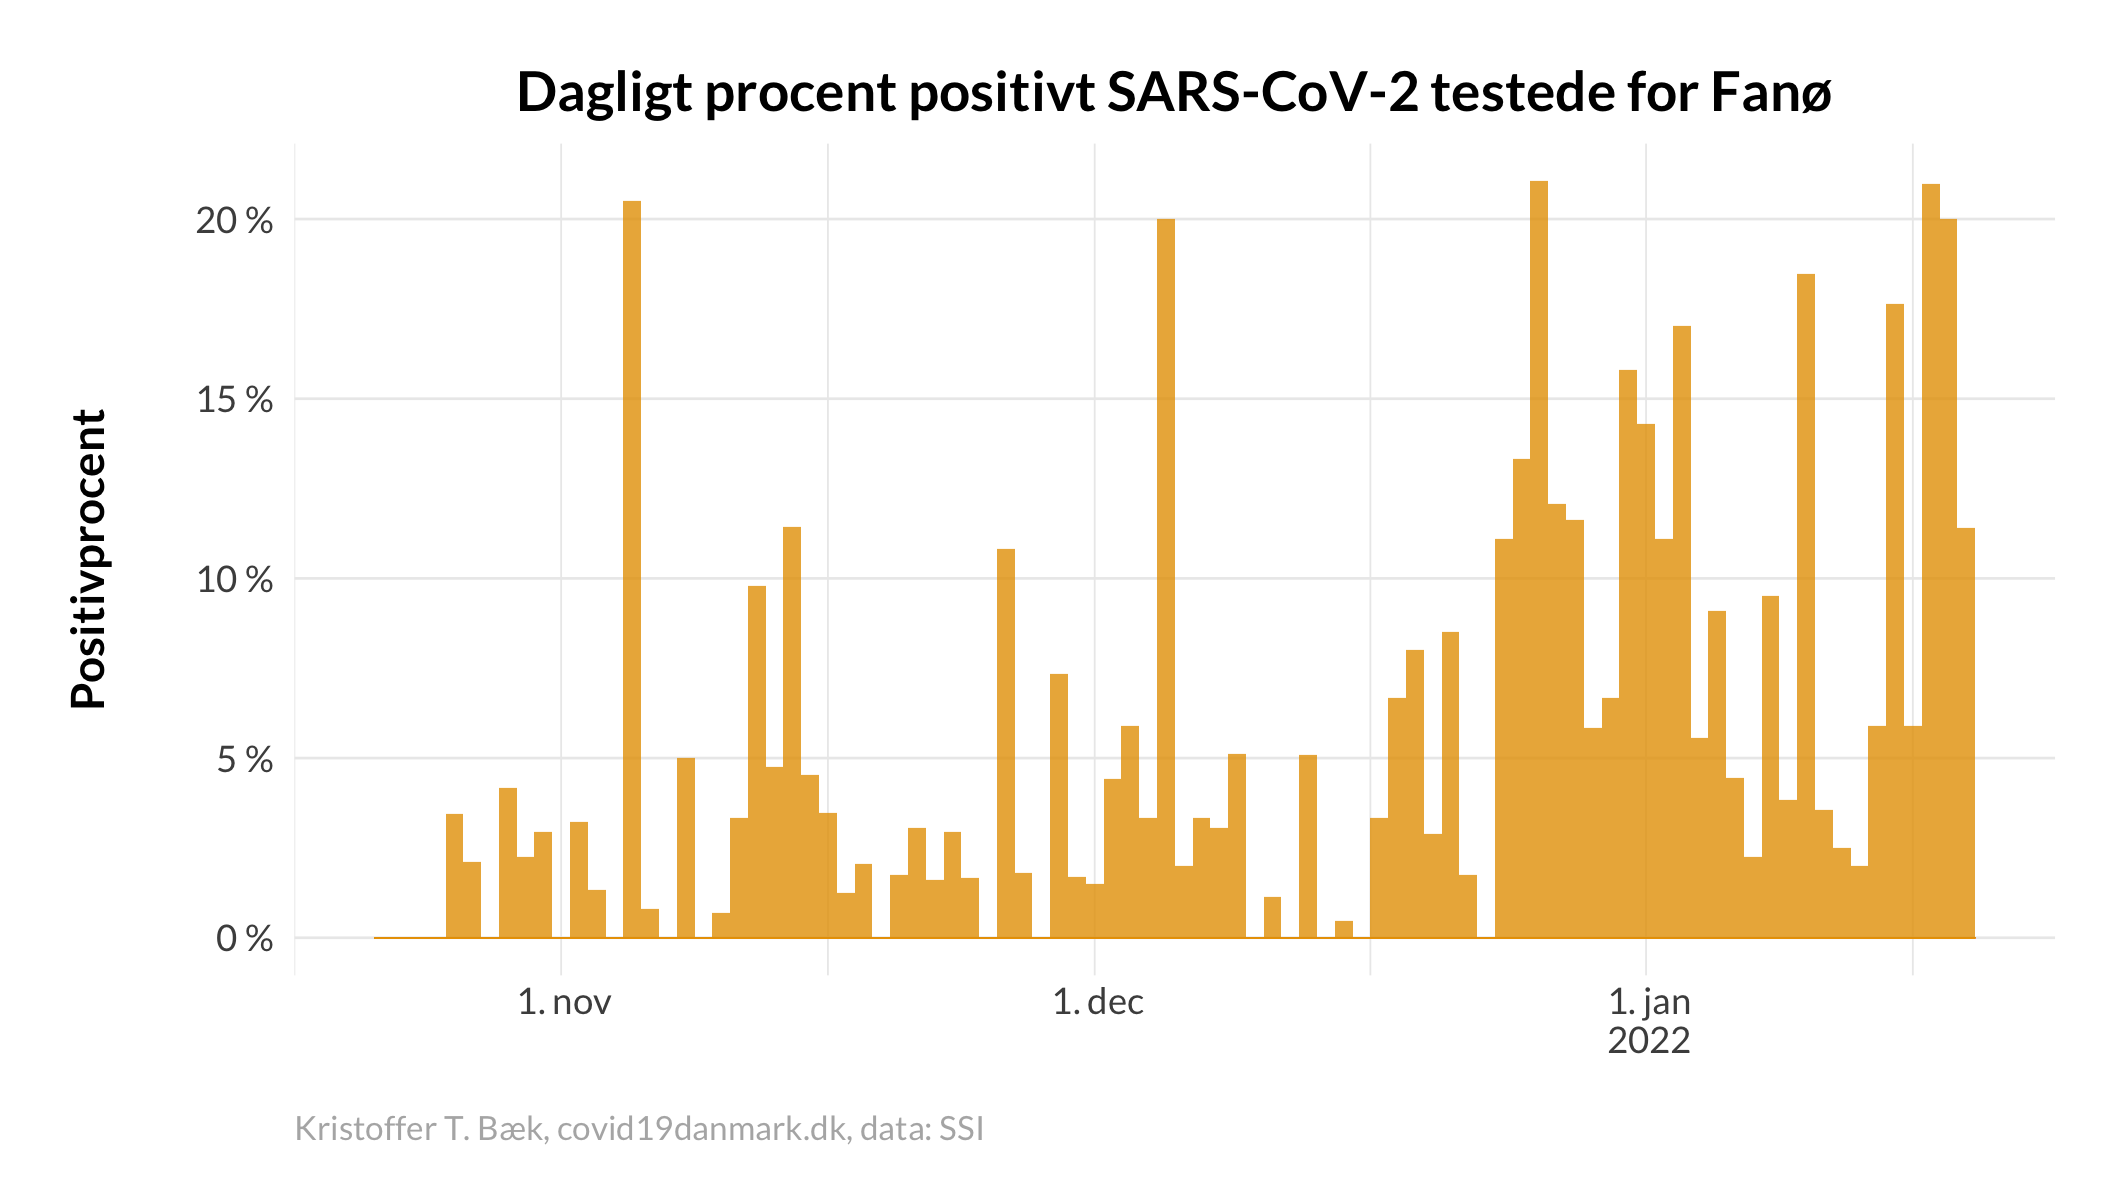 Dagligt procent positivt SARS-CoV-2 testede for Fanø
Positivprocent
20 %
15 %
10 %
5 %
0 %
1. nov
1. dec
1. jan
2022
Kristoffer T. Bæk, covid19danmark.dk, data: SSI